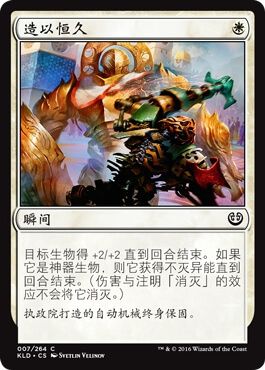 造以恒久
瞬间
目标生物得 +2/+2 直到回合结束。如果
它是神器生物，则它获得不灭异能直到
回合结束。（伤害与注明「消灭」的效
应不会将它消灭。）
执政院打造的自动机械终身保固。
007/264 C
KLD • CS Svetlin Velinov
™ & © 2016 Wizards of the Coast